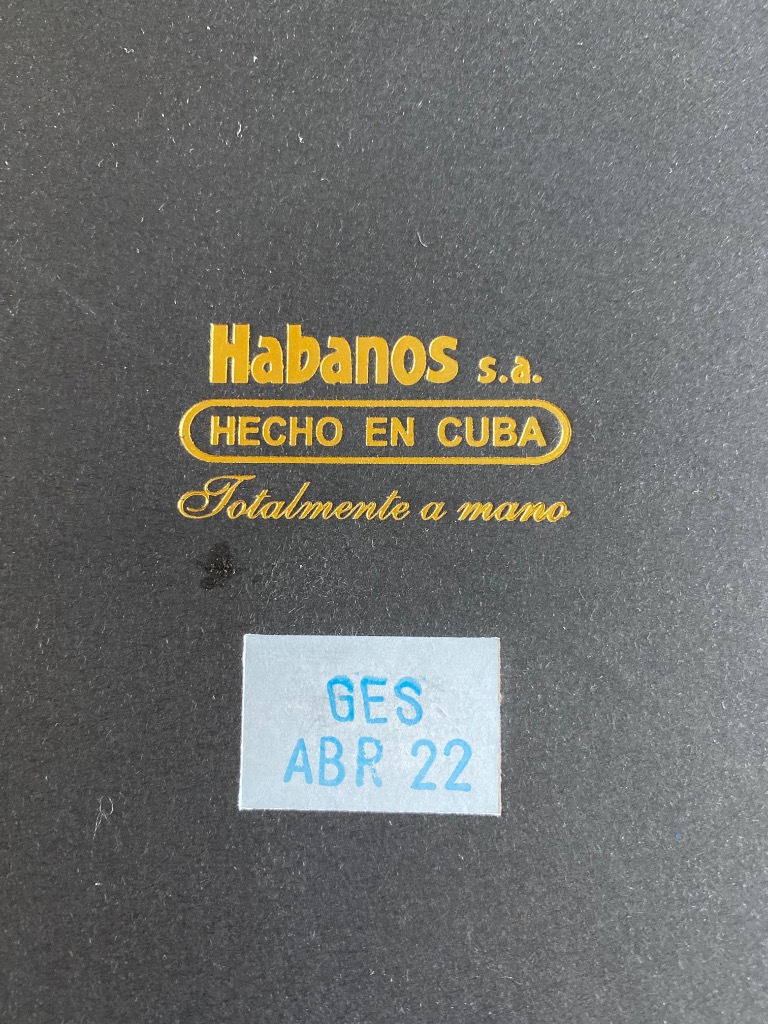 Habanos s.a.
HECHO EN CUBA
Totalmente a mano
GES
ABR 22